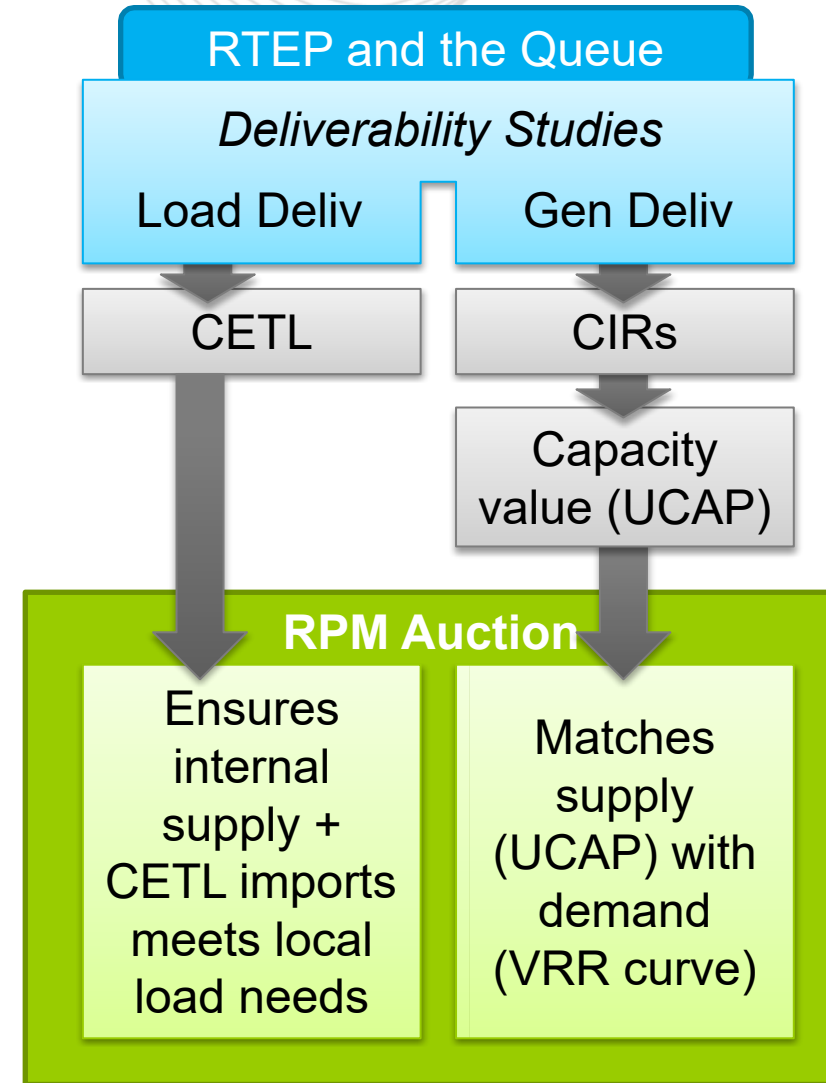 RTEP and the Queue
Deliverability Studies
Load Deliv
Gen Deliv
CETL
CIRs
Capacity
value (UCAP)
RPM Auction
Ensures
internal
supply +
CETL imports
meets local
load needs
Matches
supply
(UCAP) with
demand
(VRR curve)